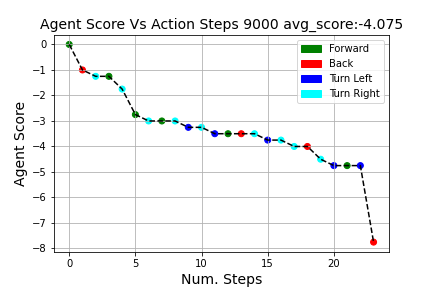 Agent Score Vs Action Steps 9000 avg_score:-4.075
Forward
Back
Turn Left
Turn Right
Agent Score
0
−1
−2
−3
−4
−5
−6
−7
−8
0 5 10 15 20
Num. Steps